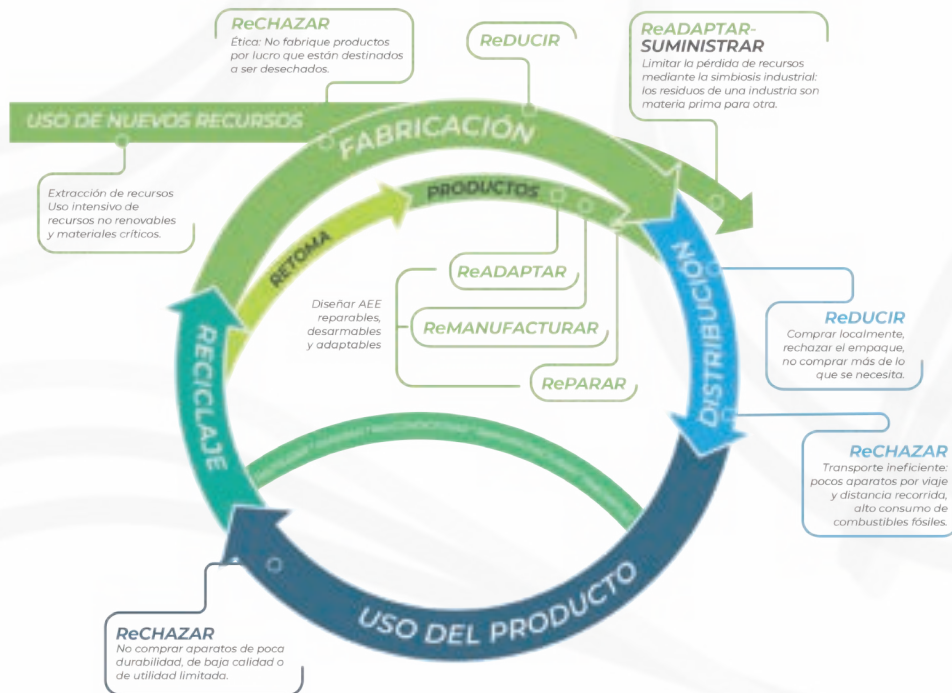 ReCHAZAR
Ética: No fabrique productos
por lucro que están destinados
a ser desechados.
ReDUCIR
ReADAPTAR-
SUMINISTRAR
Limitar la pérdida de recursos
mediante la simbiosis industrial:
los residuos de una industria son
materia prima para otra.
USO DE NUEVOS RECURSOS
FABRICACIÓN
Extracción de recursos
Uso intensivo de
recursos no renovables
y materiales críticos.
PRODUCTOS
RETOMA
ReADAPTAR
Diseñar AEE
reparables,
desarmables
y adaptables
ReMANUFACTURAR
RePARAR
DISTRIBUCIÓN
ReDUCIR
Comprar localmente,
rechazar el empaque,
no comprar más de lo
que se necesita.
RECICLAJE
ReCHAZAR
Transporte ineficiente:
pocos aparatos por viaje
y distancia recorrida,
alto consumo de
combustibles fósiles.
USO DEL PRODUCTO
ReCHAZAR
No comprar aparatos de poca
durabilidad, de baja calidad o
de utilidad limitada.